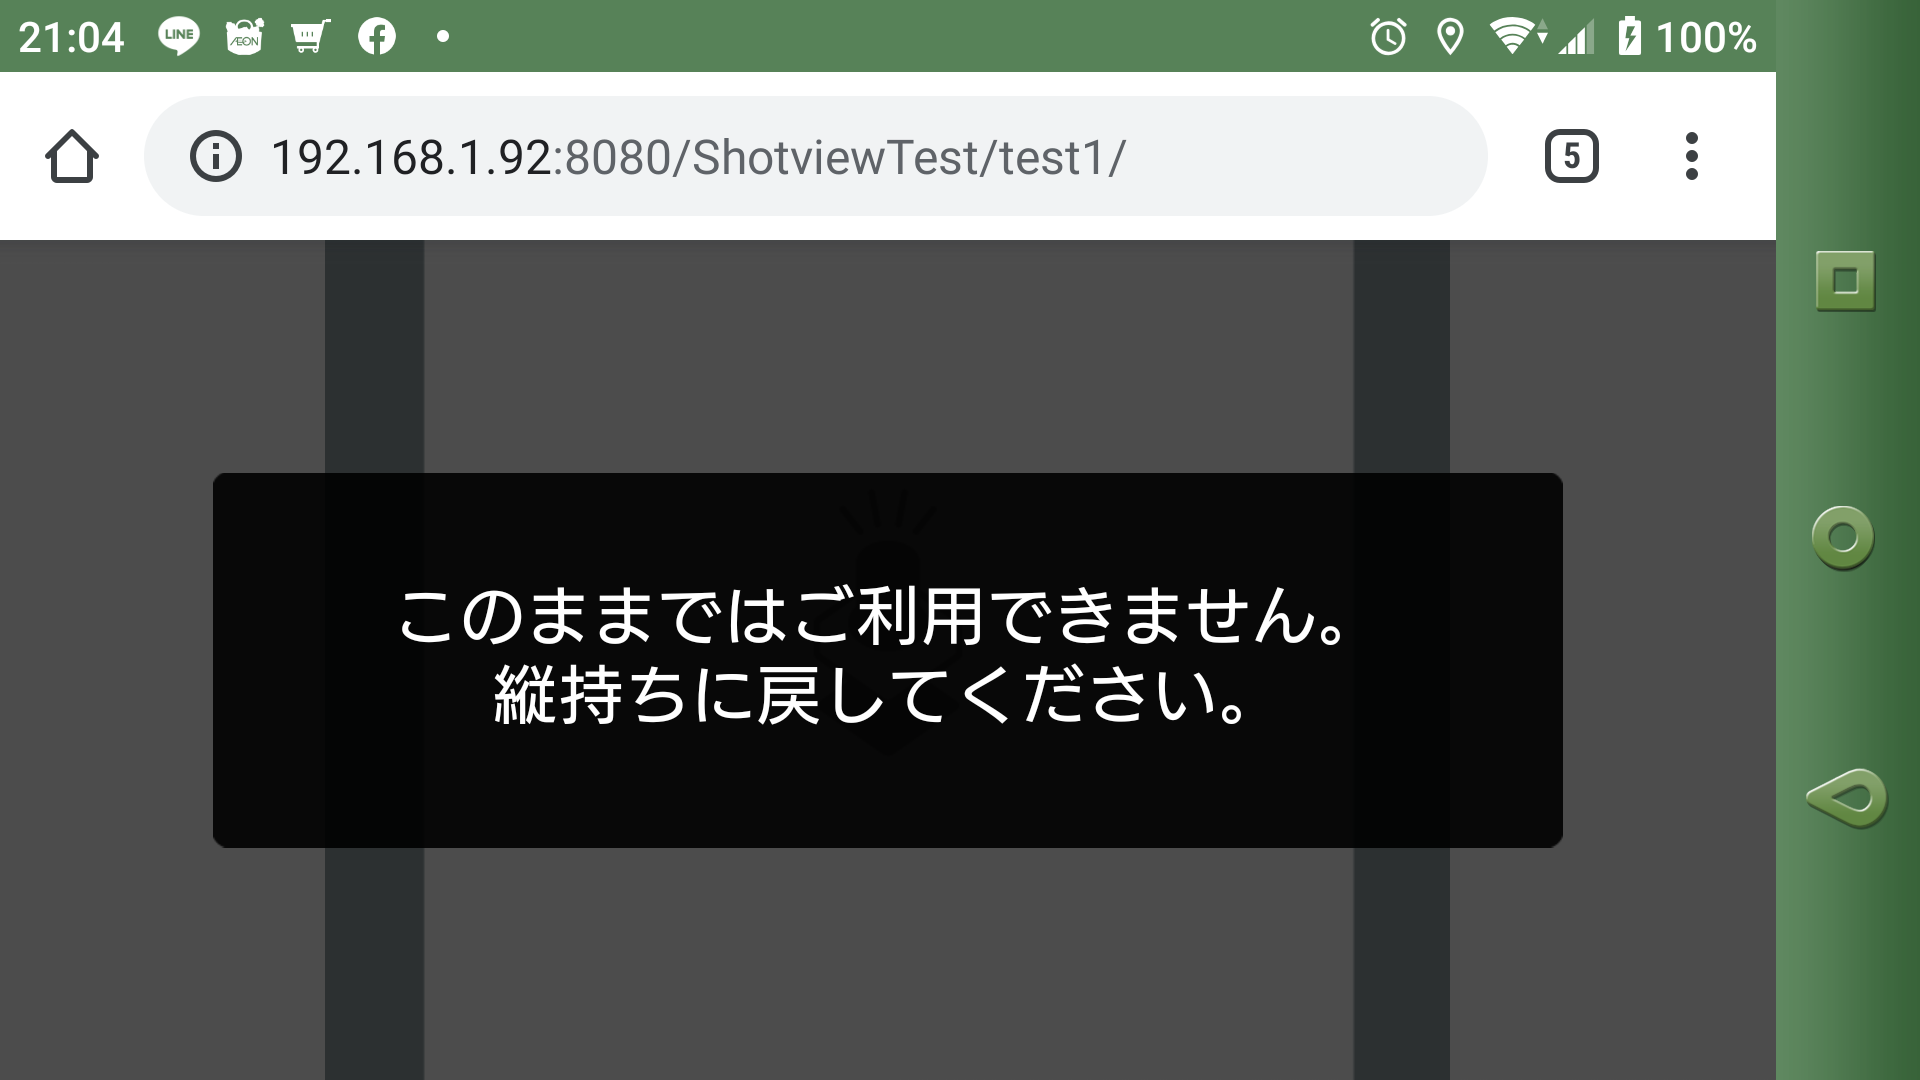 21:04 LINE ÆON 100%
192.168.1.92:8080/ShotviewTest/test1/ 5
このままではご利用できません。
縦持ちに戻してください。